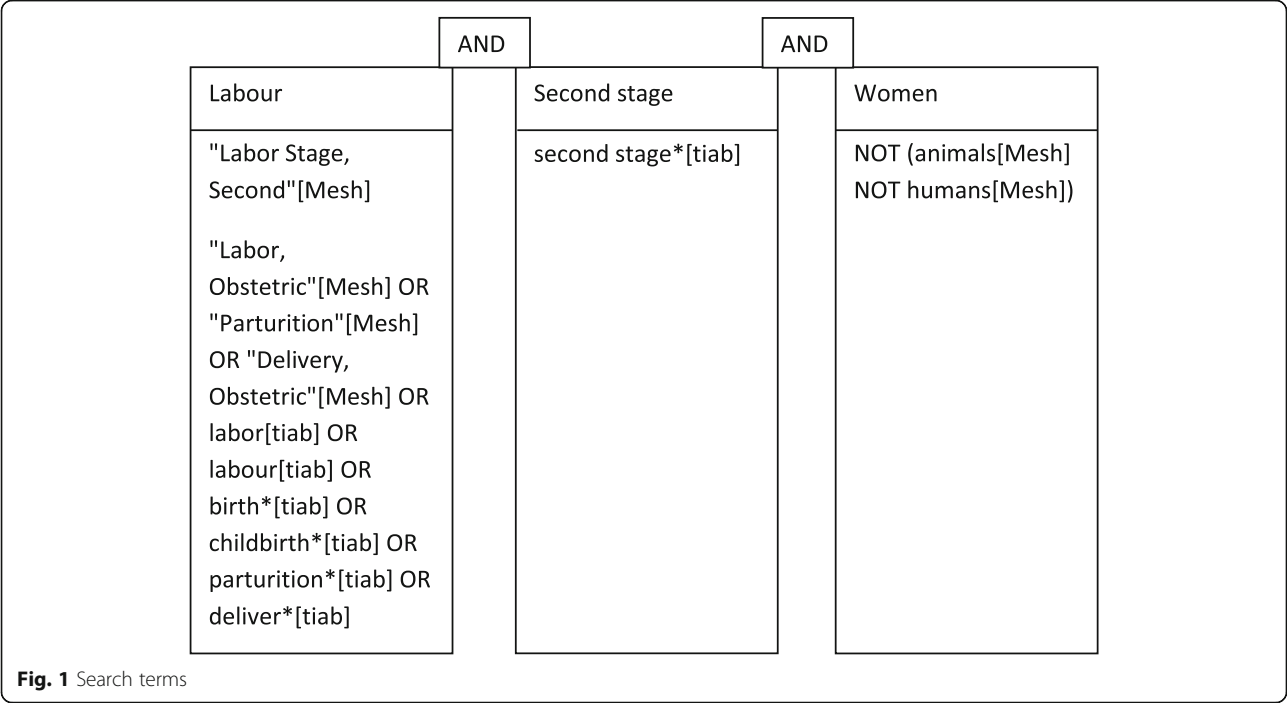 AND
AND
Labour
Second stage
Women
"Labor Stage,
Second"[Mesh]
"Labor,
Obstetric"[Mesh] OR
"Parturition"[Mesh]
OR "Delivery,
Obstetric"[Mesh] OR
labor[tiab] OR
labour[tiab] OR
birth*[tiab] OR
childbirth*[tiab] OR
parturition*[tiab] OR
deliver*[tiab]
second stage*[tiab]
NOT (animals[Mesh]
NOT humans[Mesh])
Fig. 1 Search terms